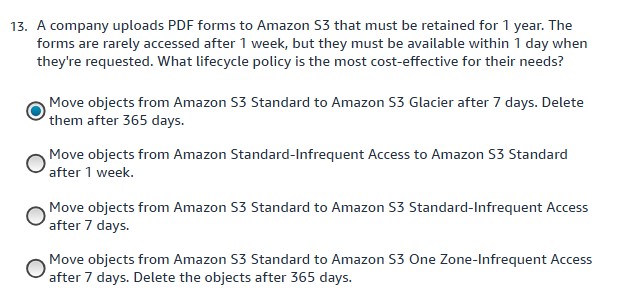 13. A company uploads PDF forms to Amazon S3 that must be retained for 1 year. The
forms are rarely accessed after 1 week, but they must be available within 1 day when
they're requested. What lifecycle policy is the most cost-effective for their needs?
Move objects from Amazon S3 Standard to Amazon S3 Glacier after 7 days. Delete
them after 365 days.
Move objects from Amazon Standard-Infrequent Access to Amazon S3 Standard
after 1 week.
Move objects from Amazon S3 Standard to Amazon S3 Standard-Infrequent Access
after 7 days.
Move objects from Amazon S3 Standard to Amazon S3 One Zone-Infrequent Access
after 7 days. Delete the objects after 365 days.